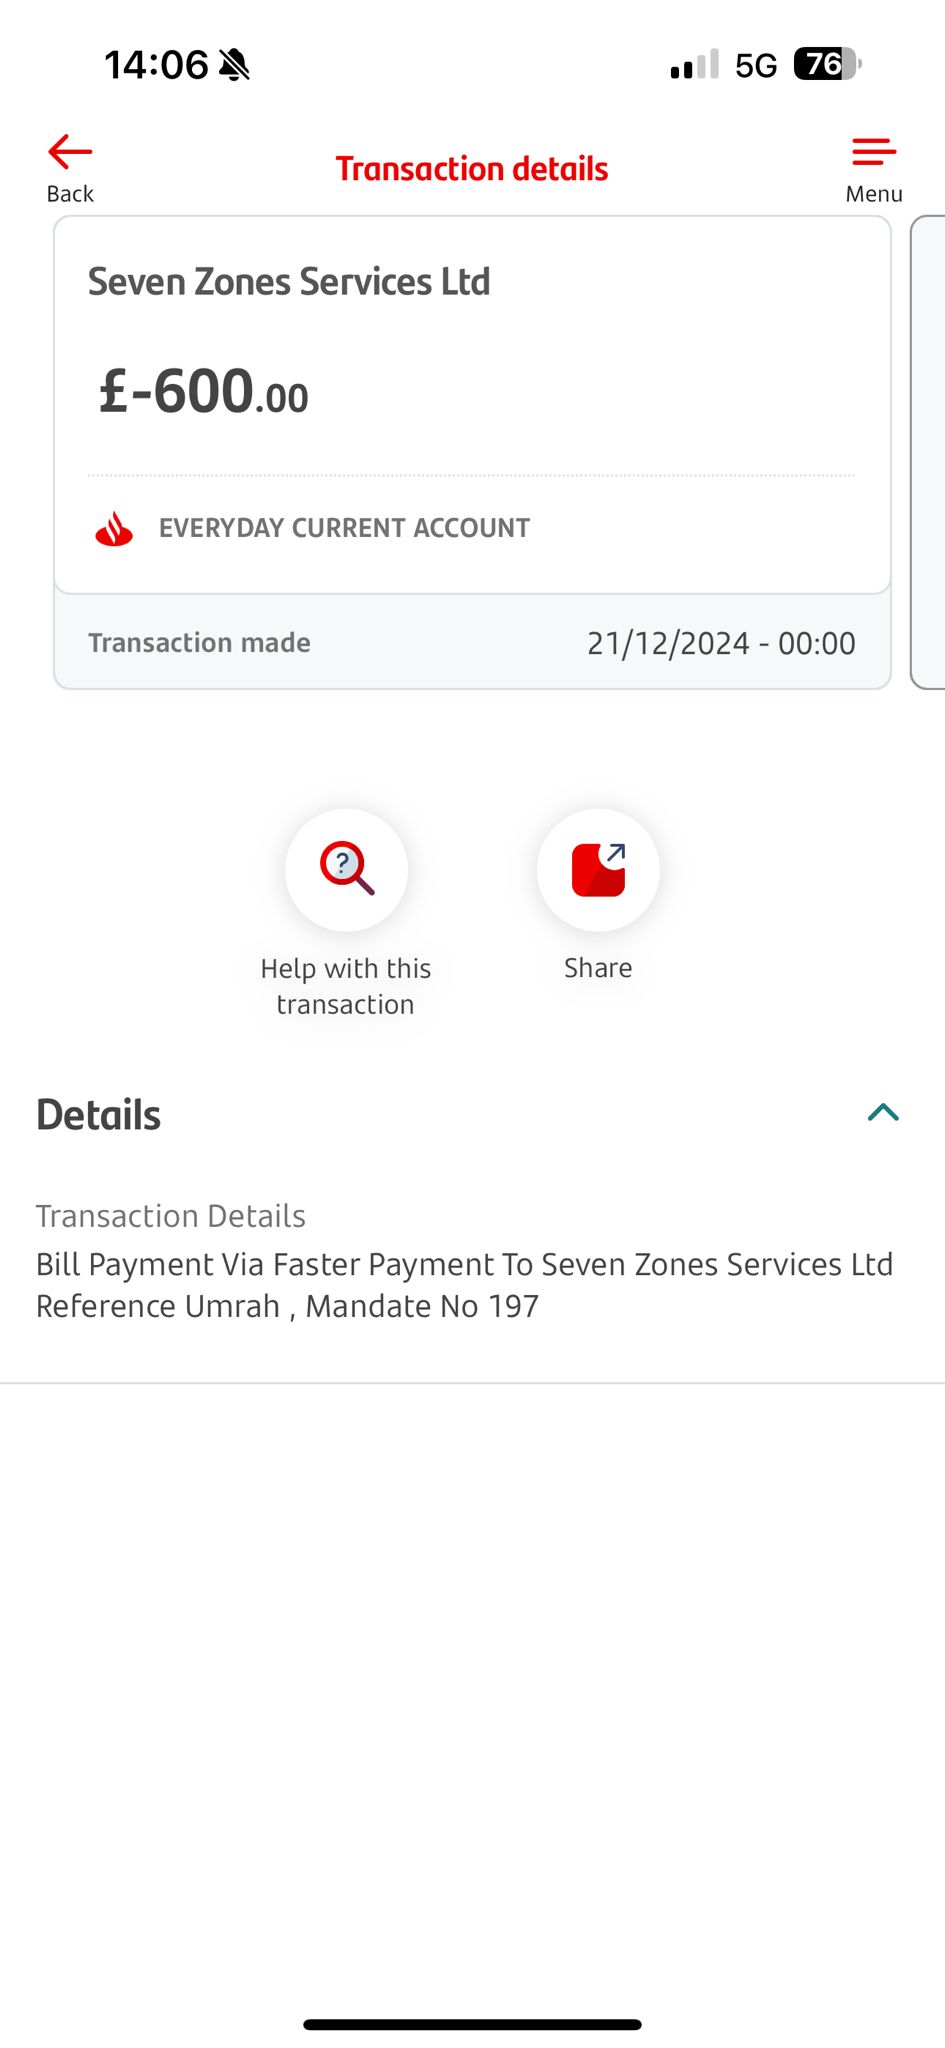 14:06
5G 76
Back
Transaction details
Menu
Seven Zones Services Ltd
£-600.00
EVERYDAY CURRENT ACCOUNT
Transaction made 21/12/2024 - 00:00
?
Help with this
transaction
Share
Details
Transaction Details
Bill Payment Via Faster Payment To Seven Zones Services Ltd
Reference Umrah , Mandate No 197